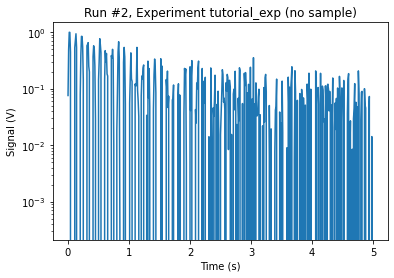 Run #2, Experiment tutorial_exp (no sample)
Signal (V)
10⁰
10⁻¹
10⁻²
10⁻³
0 1 2 3 4 5
Time (s)